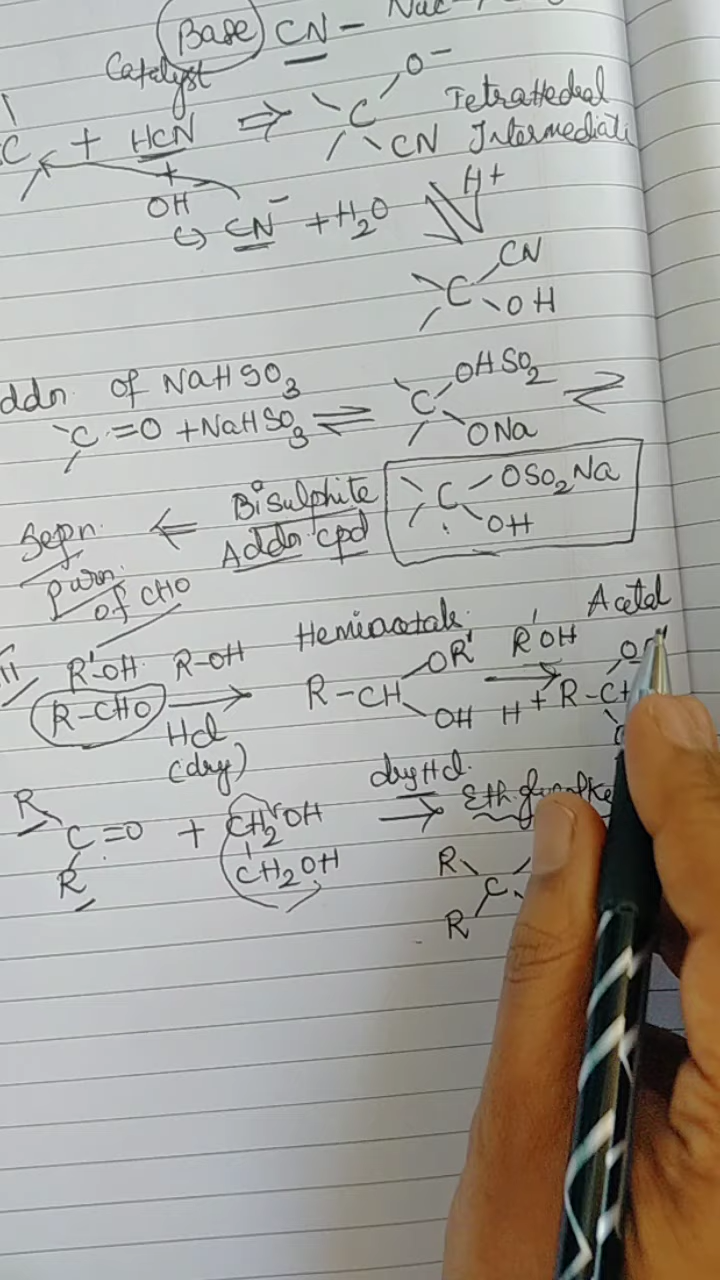 Base CN –
Catalyst
O⁻
C + HCN ⇒ C CN Tetrahedral
Intermediate
+
OH
CN⁻ + H₂O H+
CN
C
OH
addn. of NaHSO₃
C=O + NaHSO₃ ⇌ C OHSO₂ ⇌
ONa
Sepn. ← Bisulphite C OSO₂Na
Purn. Addn. cpd OH
of CHO
Hemiacetal Acetal
R'-OH R-OH OR' R'OH
R-CHO → R-CH → R-CH
HCl OH H+
(dry)
R dry HCl
C=O + CH₂OH →
R CH₂OH
R
C
R